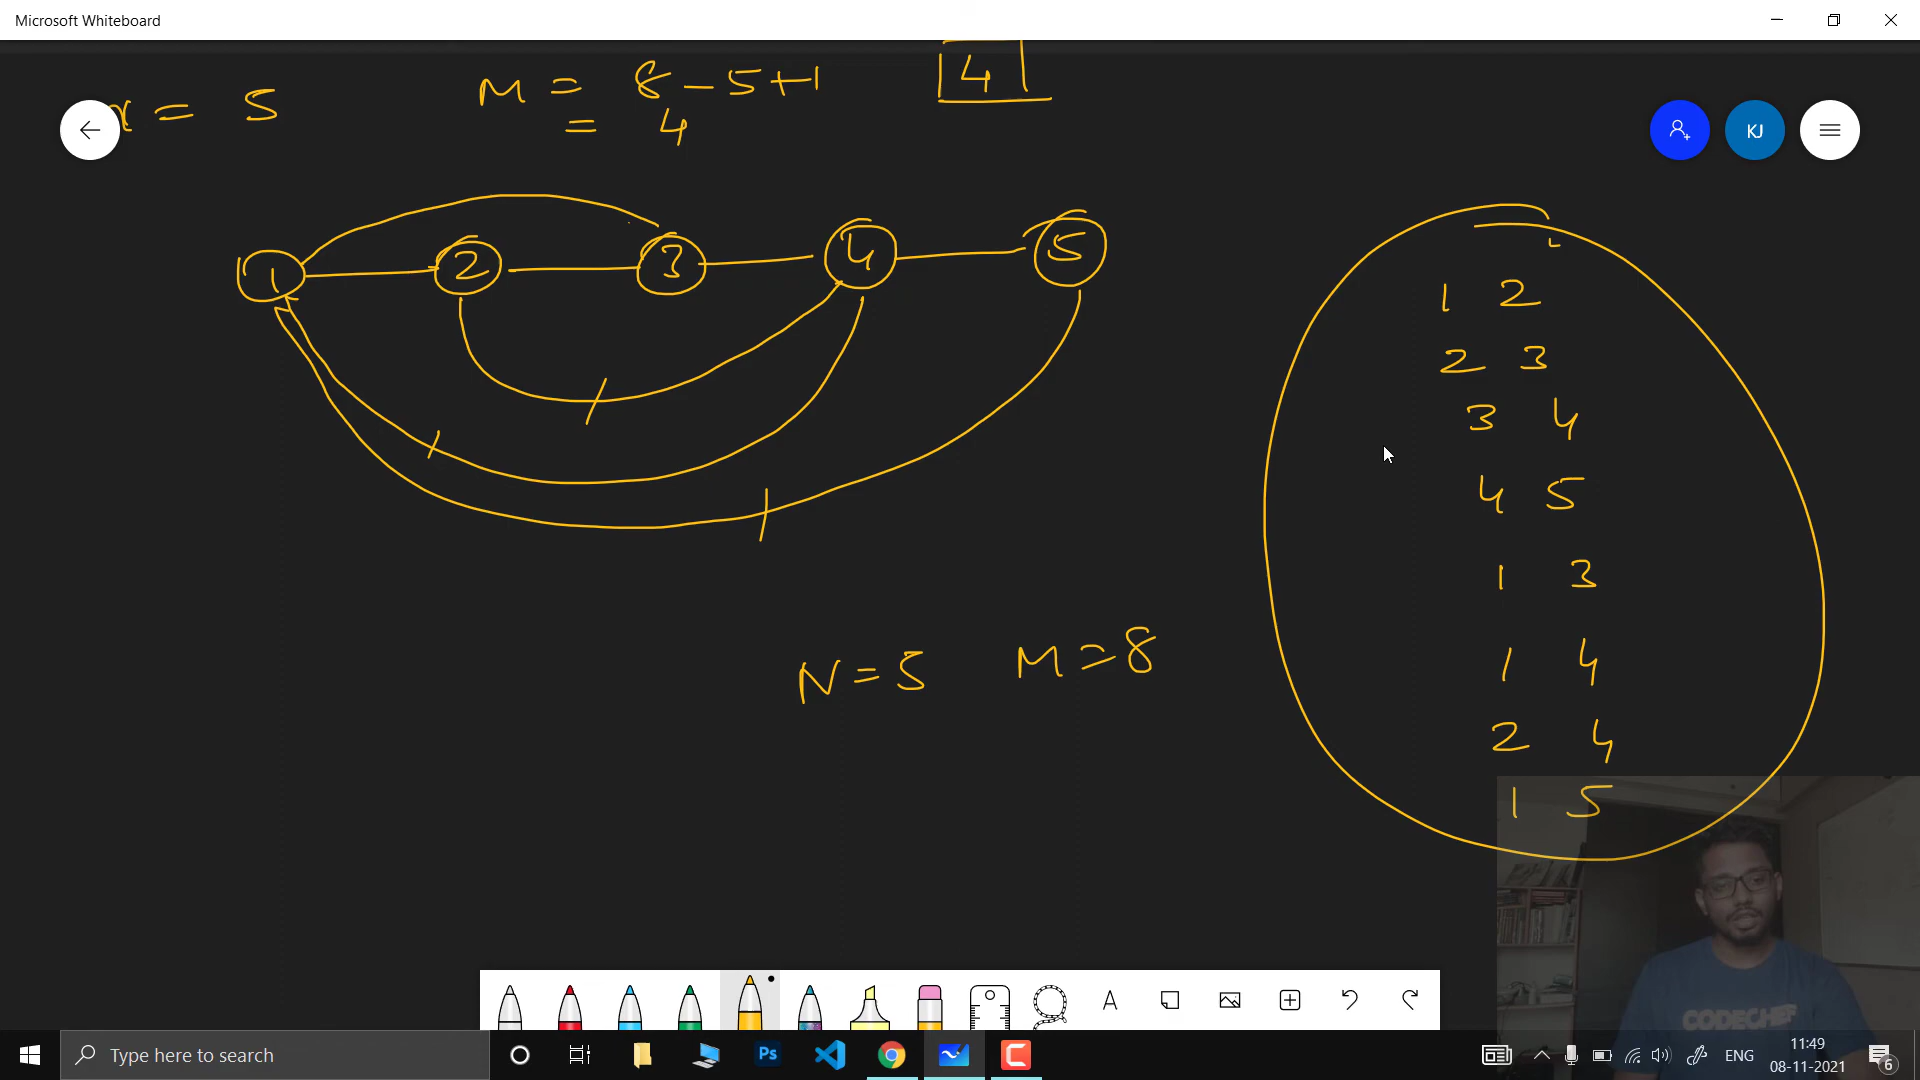 Microsoft Whiteboard
= 5
M = 8 - 5 + 1
= 4
4
KJ
1 2 3 4 5
1 2
2 3
3 4
4 5
1 3
1 4
2 4
1 5
N = 5 M = 8
CODECHEF
A
Type here to search
Ps
ENG
11:49
08-11-2021
6